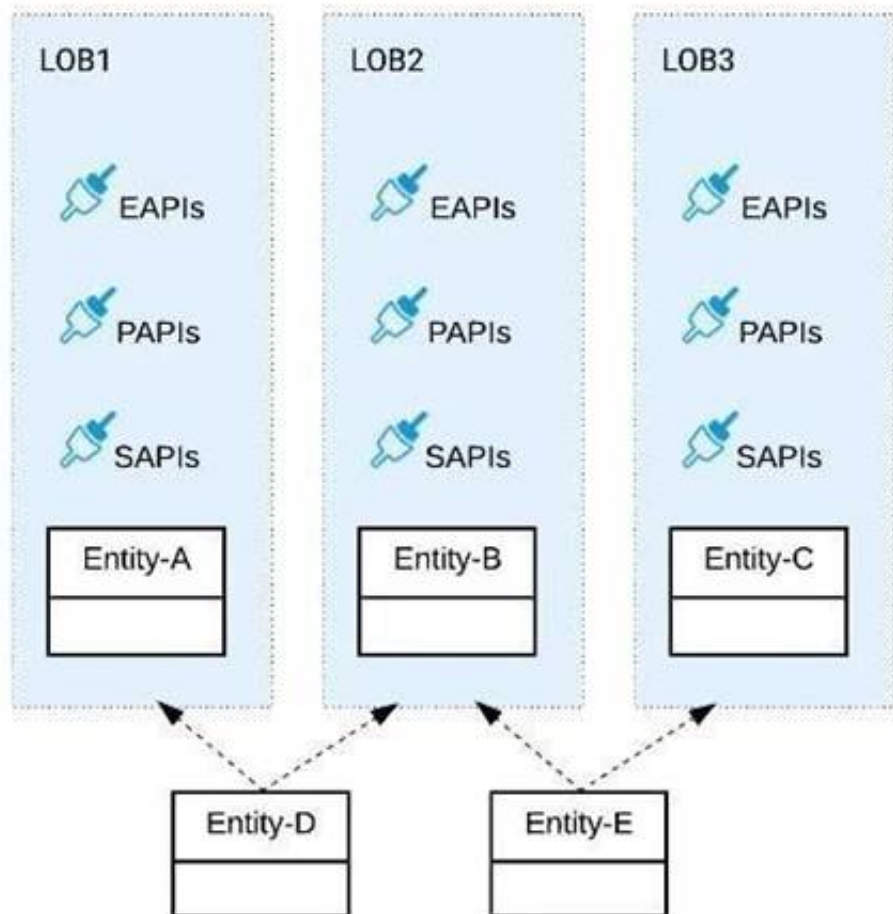 LOB1
LOB2
LOB3
EAPIs
EAPIs
EAPIs
PAPIs
PAPIs
PAPIs
SAPIs
SAPIs
SAPIs
Entity-A
Entity-B
Entity-C
Entity-D
Entity-E